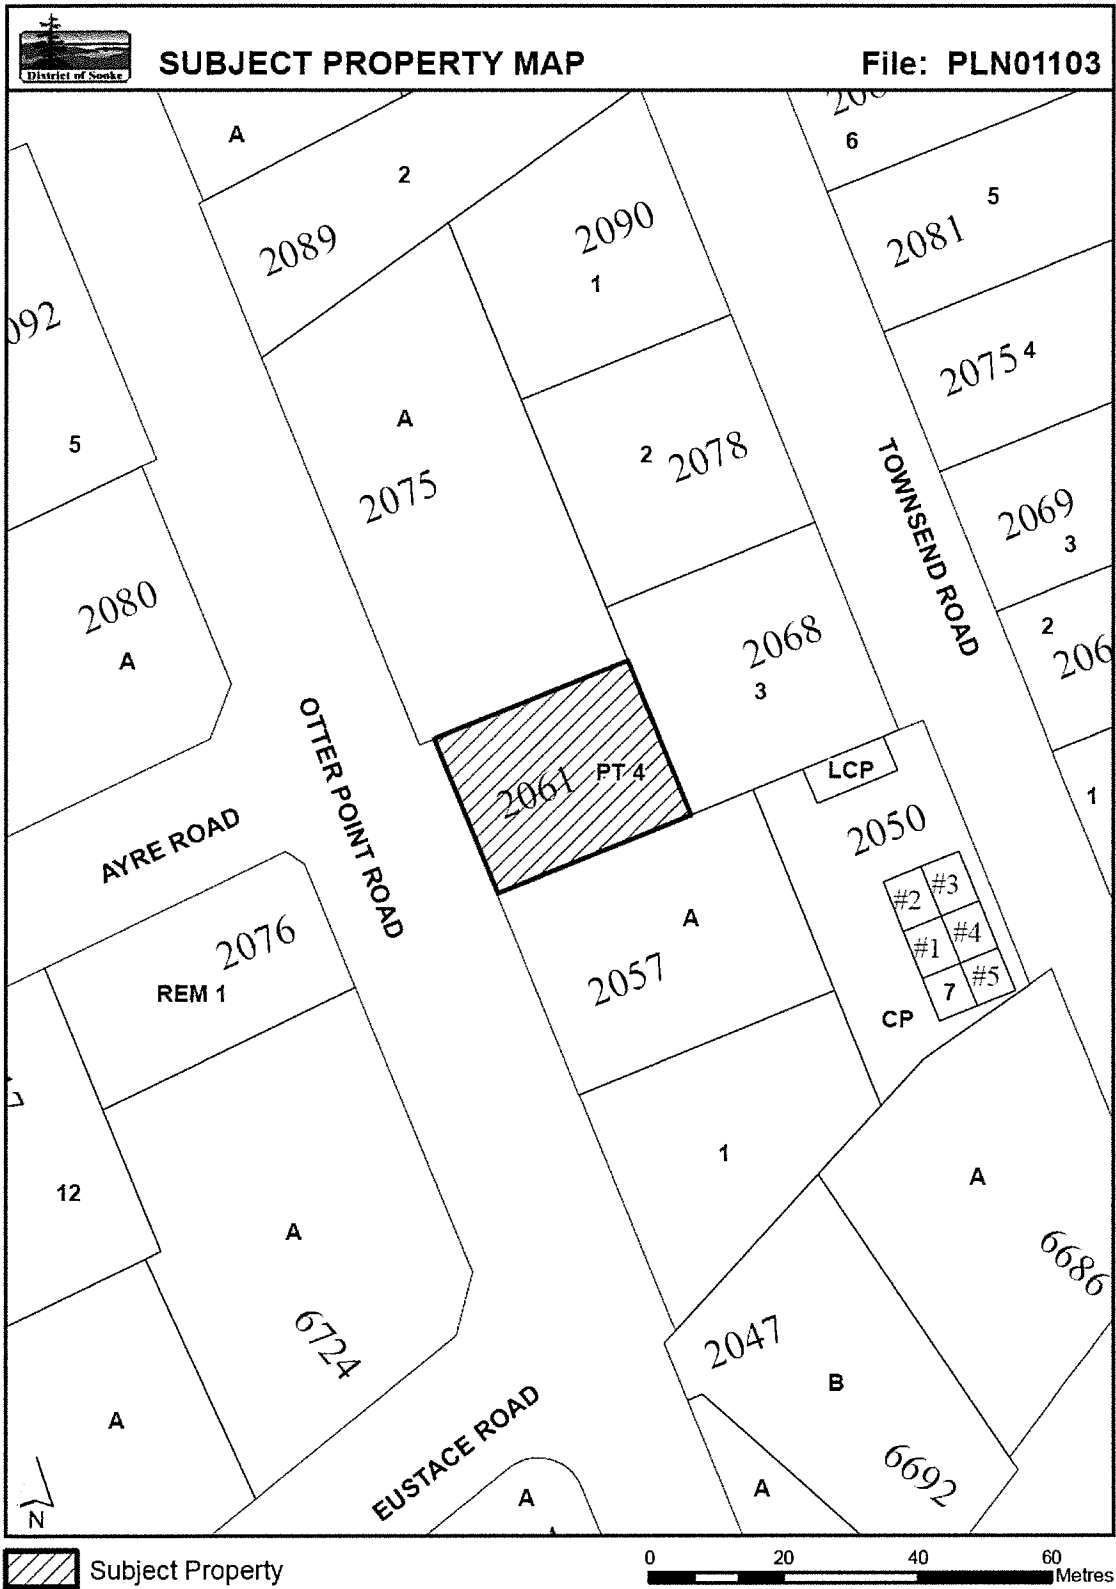 District of Sooke
SUBJECT PROPERTY MAP
File: PLN01103
A
2
2089
2090
1
6
5
2081
092
5
A
2075
2
2078
2075
4
TOWNSEND ROAD
2069
3
2080
A
2068
3
2
206
OTTER POINT ROAD
2061
PT 4
LCP
1
AYRE ROAD
2050
#2
#3
#1
#4
7
#5
CP
2076
REM 1
A
2057
12
A
6724
1
A
6686
2047
B
6692
A
EUSTACE ROAD
A
A
N
Subject Property
0 20 40 60
Metres